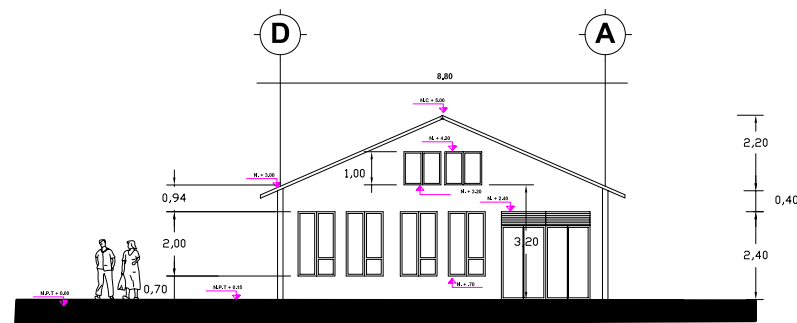 D
A
8,80
N.C + 5.00
N. + 4.20
2,20
1,00
N. + 3.00
N. + 3.20
0,94
N. + 2.40
0,40
2,00
3,20
2,40
0,70
N. + .70
N.P.T + 0.00
N.P.T + 0.15